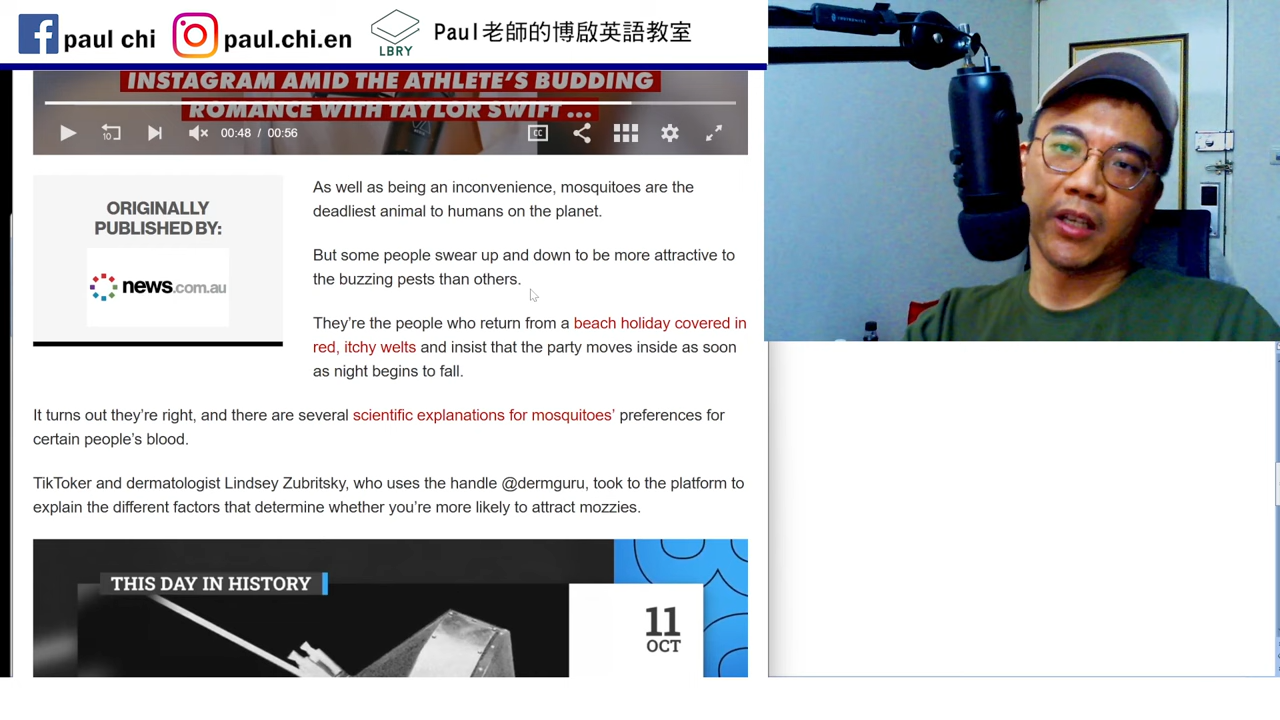 paul chi
paul.chi.en
LBRY
Paul老師的博啟英語教室
INSTAGRAM AMID THE ATHLETE'S BUDDING
ROMANCE WITH TAYLOR SWIFT ...
10
00:48 / 00:56
CC
ORIGINALLY
PUBLISHED BY:
news.com.au
As well as being an inconvenience, mosquitoes are the
deadliest animal to humans on the planet.
But some people swear up and down to be more attractive to
the buzzing pests than others.
They’re the people who return from a beach holiday covered in
red, itchy welts and insist that the party moves inside as soon
as night begins to fall.
It turns out they’re right, and there are several scientific explanations for mosquitoes’ preferences for
certain people’s blood.
TikToker and dermatologist Lindsey Zubritsky, who uses the handle @dermguru, took to the platform to
explain the different factors that determine whether you’re more likely to attract mozzies.
THIS DAY IN HISTORY
11
OCT